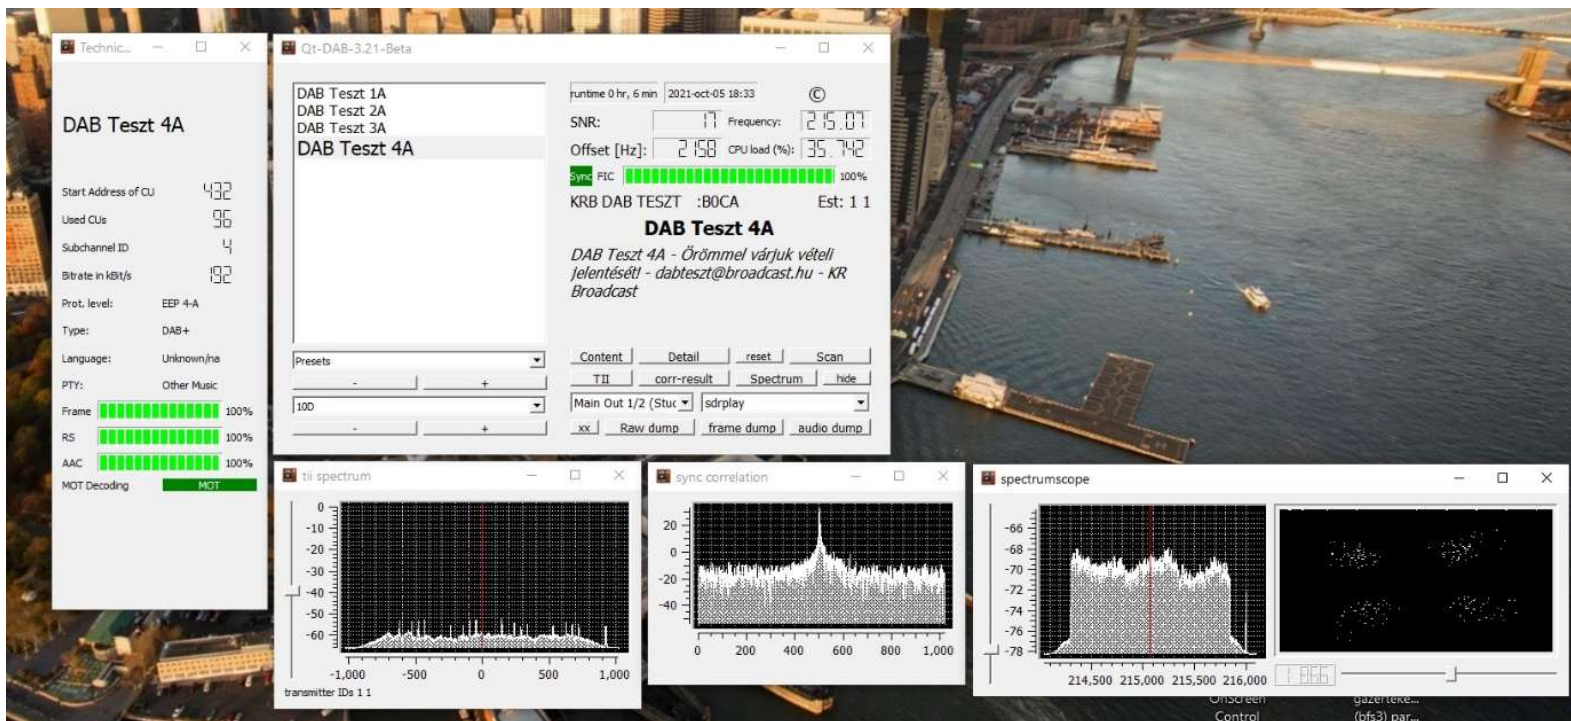 Technic...
DAB Teszt 4A
Start Address of CU 432
Used CUs 96
Subchannel ID 4
Bitrate in kBit/s 192
Prot. level: EEP 4-A
Type: DAB+
Language: Unknown/na
PTY: Other Music
Frame 100%
RS 100%
AAC 100%
MOT Decoding MOT
Qt-DAB-3.21-Beta
DAB Teszt 1A
DAB Teszt 2A
DAB Teszt 3A
DAB Teszt 4A
Presets
- +
10D
- +
runtime 0 hr, 6 min 2021-oct-05 18:33 ©
SNR: 17 Frequency: 215.07
Offset [Hz]: 2158 CPU load (%): 35.742
Sync FIC 100%
KRB DAB TESZT :B0CA Est: 1 1
DAB Teszt 4A
DAB Teszt 4A - Örömmel várjuk vételi
jelentését! - dabteszt@broadcast.hu - KR
Broadcast
Content Detail reset Scan
TII corr-result Spectrum hide
Main Out 1/2 (Stuc sdrplay
xx Raw dump frame dump audio dump
tii spectrum
0
-10
-20
-30
-40
-50
-60
-1,000 -500 0 500 1,000
transmitter IDs 1 1
sync correlation
20
0
-20
-40
0 200 400 600 800 1,000
spectrumscope
-66
-68
-70
-72
-74
-76
-78
214,500 215,000 215,500 216,000
OnScreen
Control
gázértéke...
(bfs3) par...